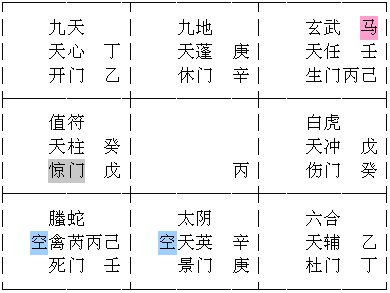 九天 九地 玄武 马
天心 丁 天蓬 庚 天任 壬
开门 乙 休门 辛 生门丙己
值符 白虎
天柱 癸 天冲 戊
惊门 戊 丙 伤门 癸
螣蛇 太阴 六合
空禽芮丙己 空天英 辛 天辅 乙
死门 壬 景门 庚 杜门 丁